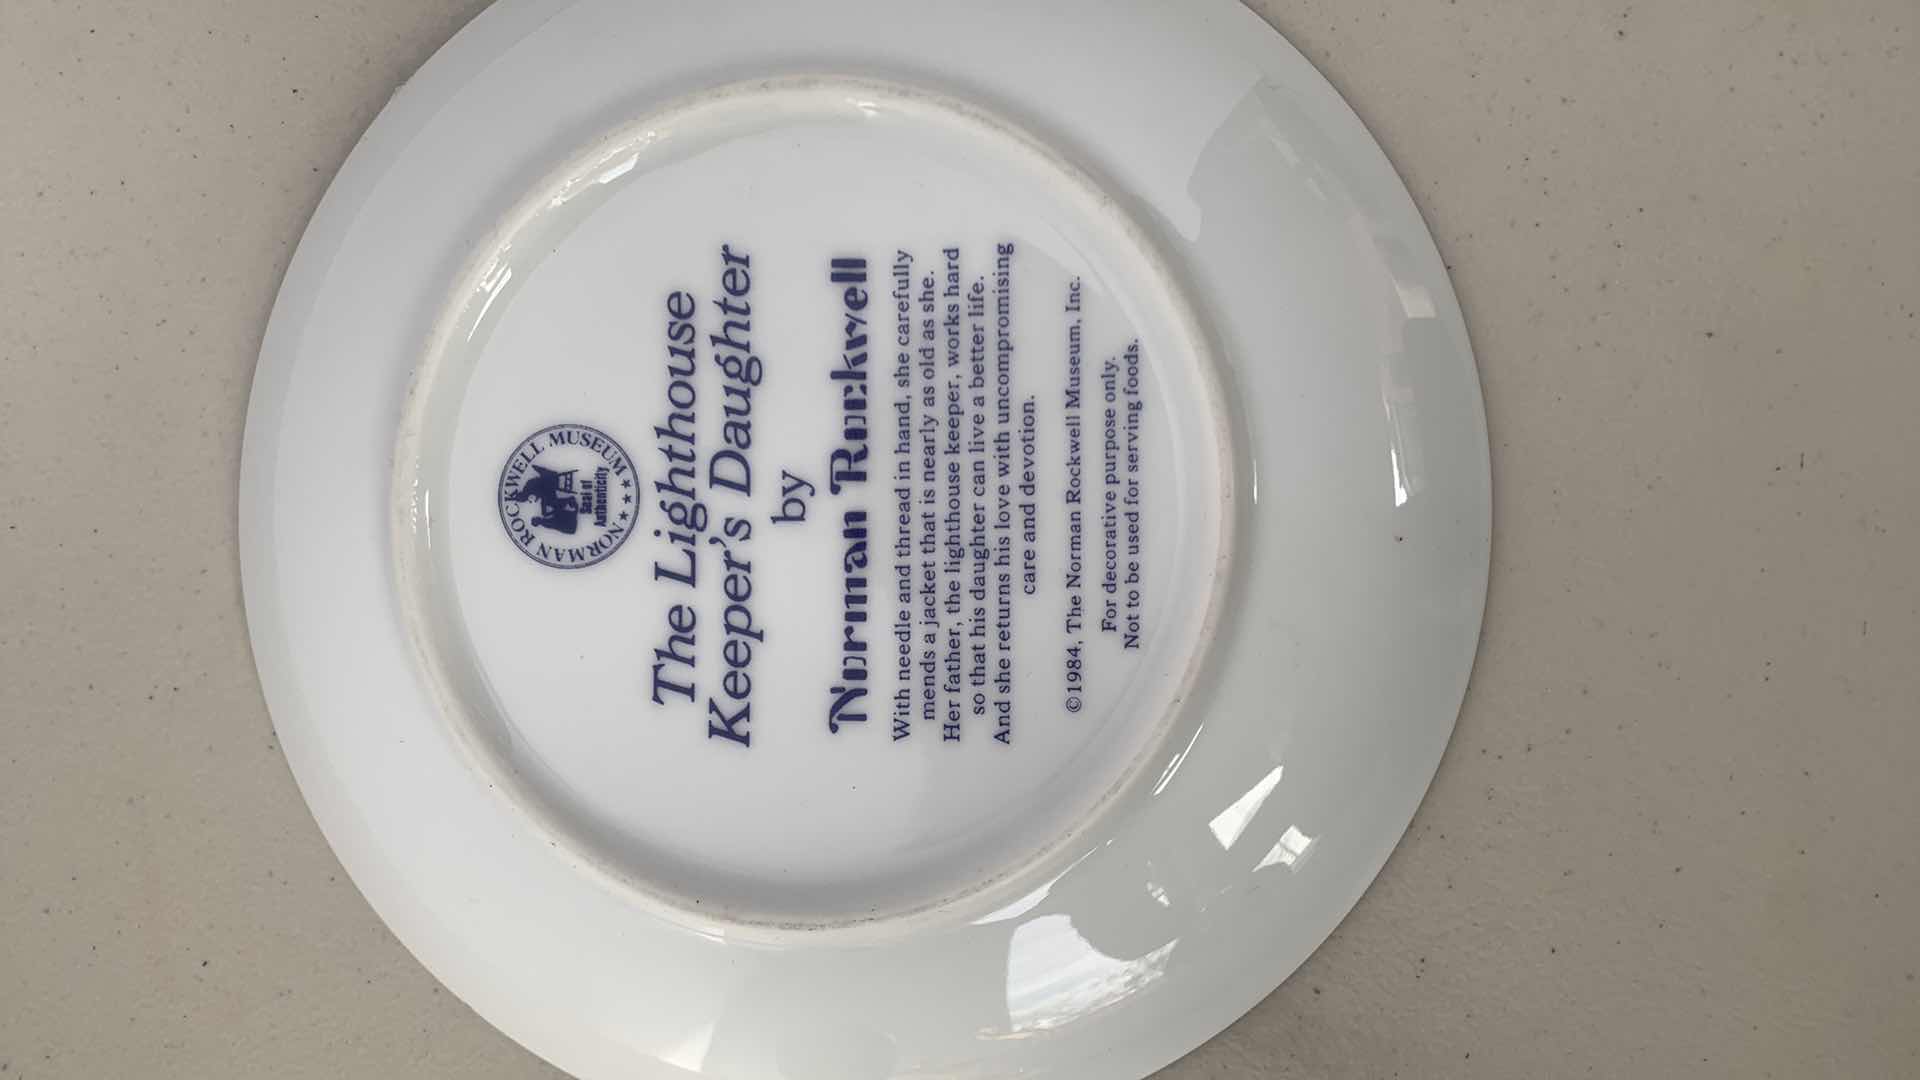 NORMAN ROCKWELL MUSEUM
Seal of
Authenticity
The Lighthouse
Keeper's Daughter
by
Norman Rockwell
With needle and thread in hand, she carefully
mends a jacket that is nearly as old as she.
Her father, the lighthouse keeper, works hard
so that his daughter can live a better life.
And she returns his love with uncompromising
care and devotion.
©1984, The Norman Rockwell Museum, Inc.
For decorative purpose only.
Not to be used for serving foods.